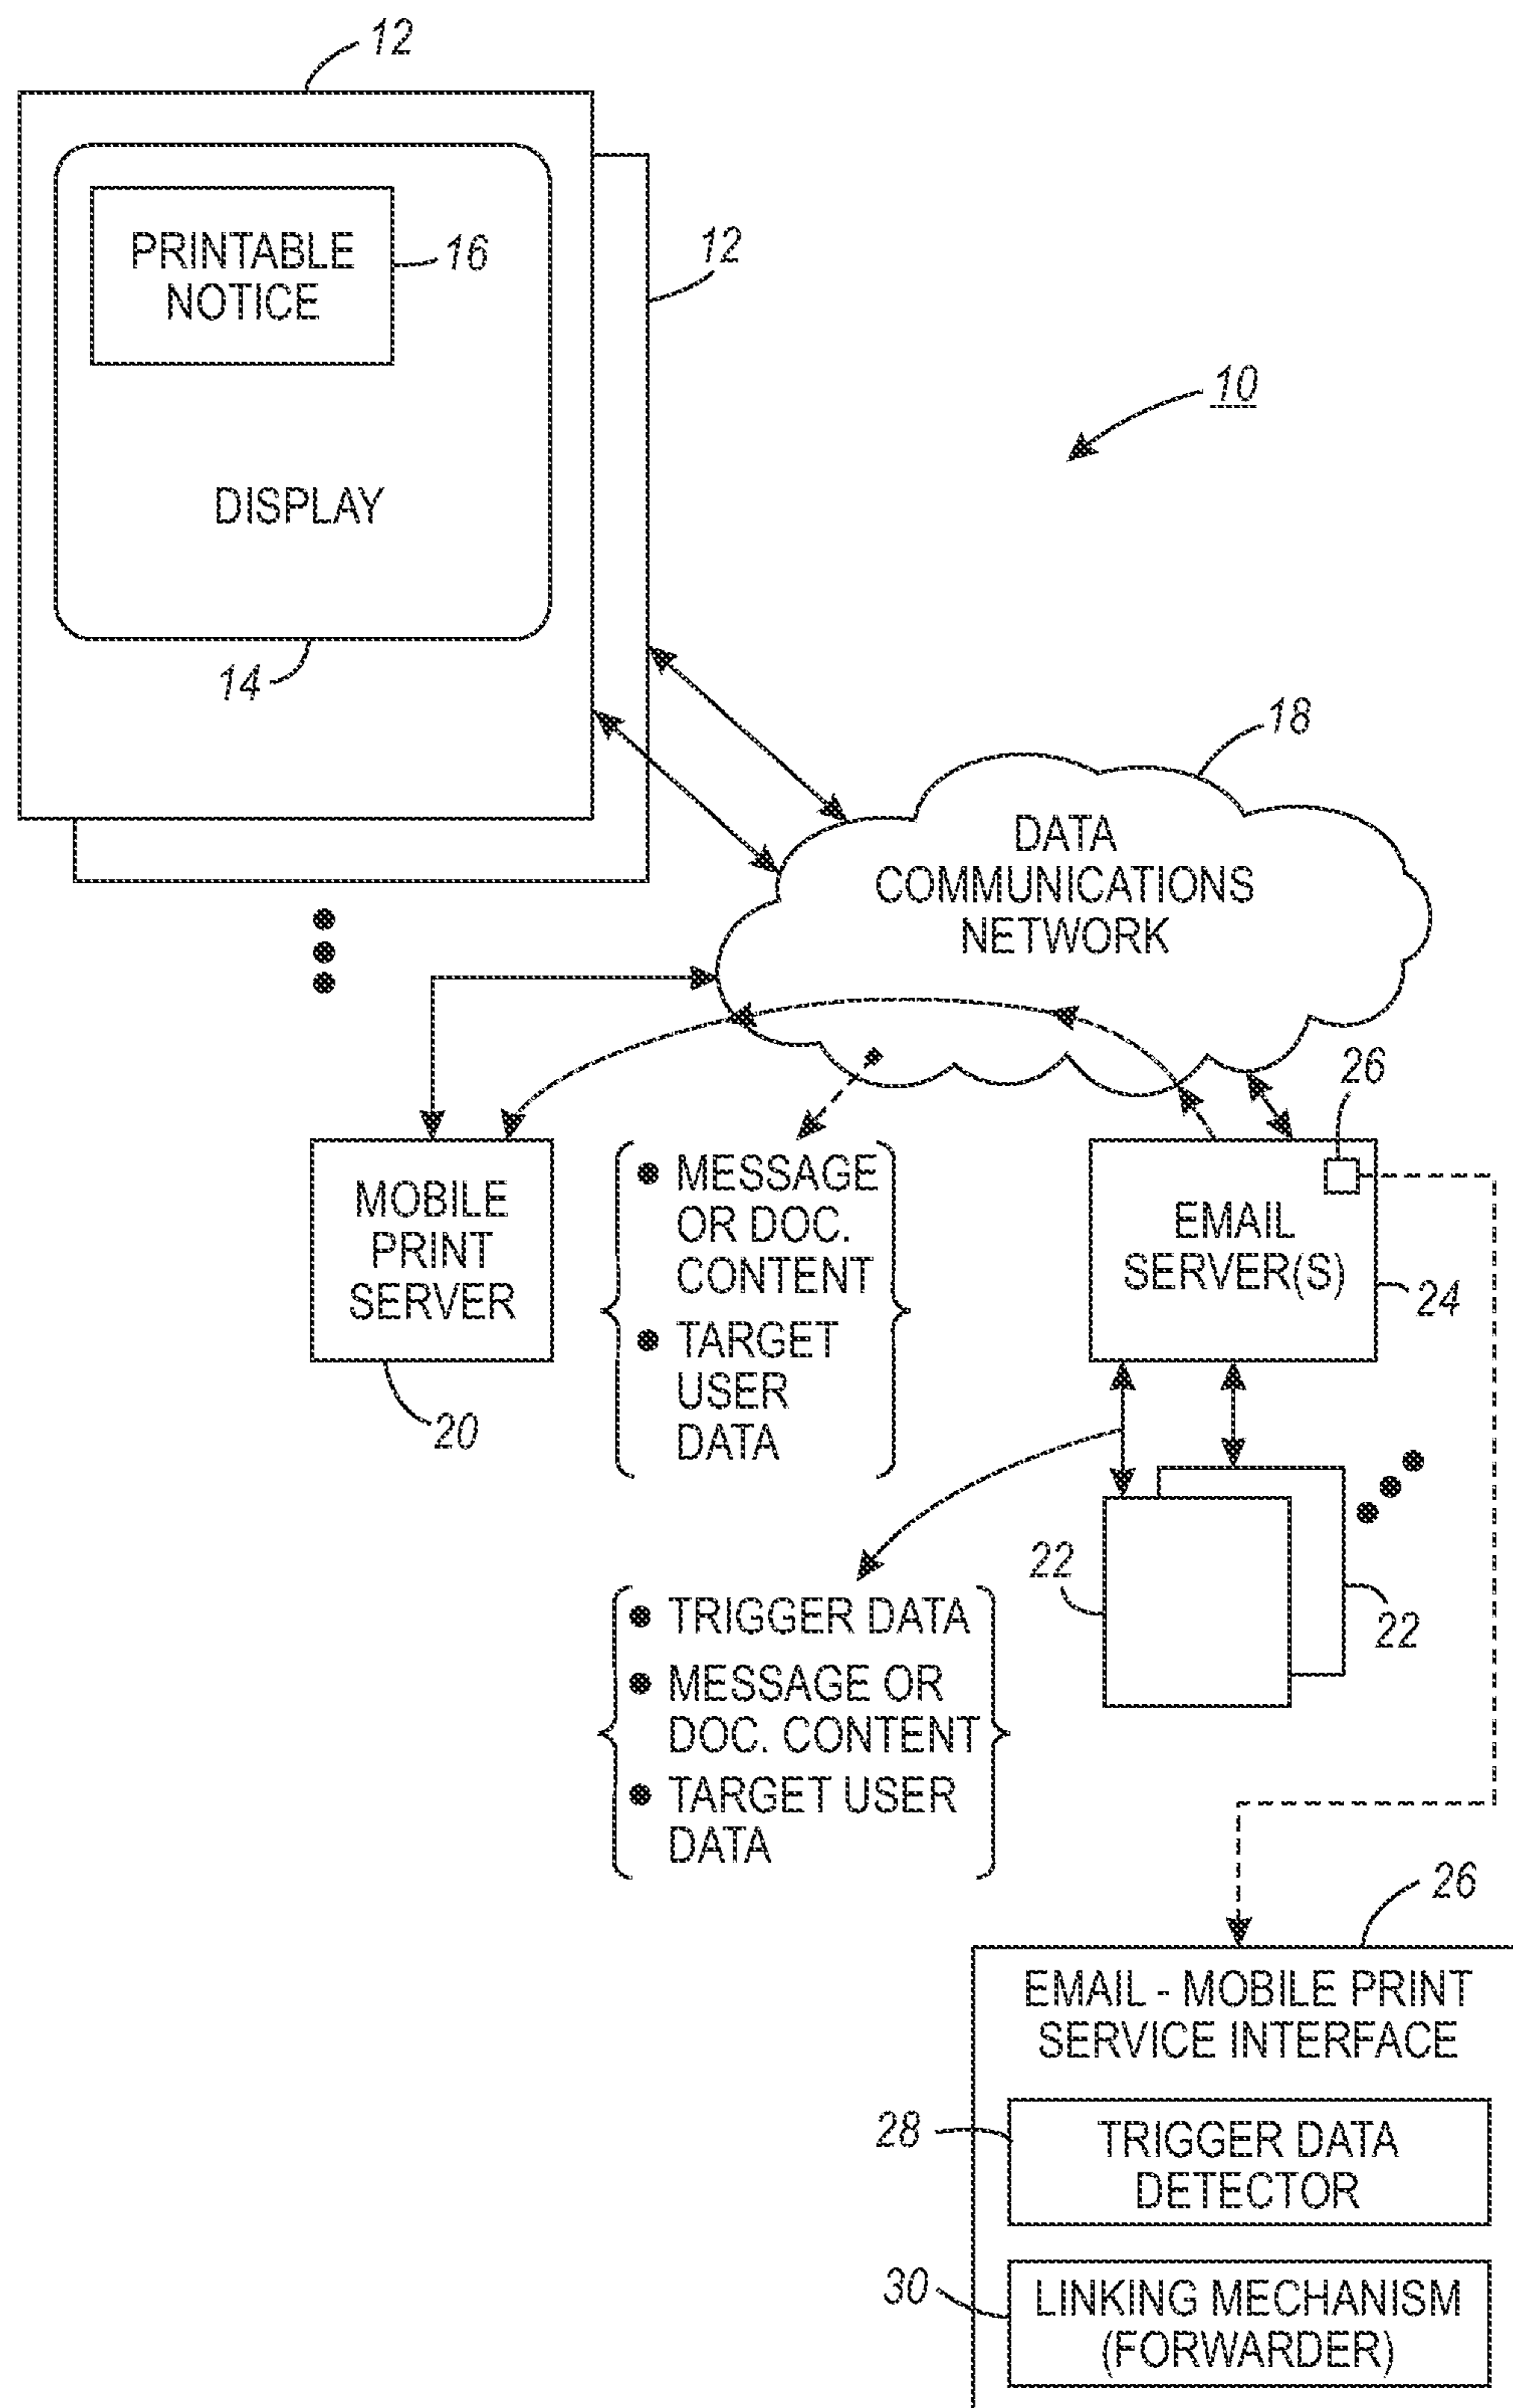 12
PRINTABLE
NOTICE
16
12
10
DISPLAY
14
18
DATA
COMMUNICATIONS
NETWORK
26
MOBILE
PRINT
SERVER
20
• MESSAGE
OR DOC.
CONTENT
• TARGET
USER
DATA
EMAIL
SERVER(S)
24
22
22
• TRIGGER DATA
• MESSAGE OR
DOC. CONTENT
• TARGET USER
DATA
26
EMAIL - MOBILE PRINT
SERVICE INTERFACE
28
TRIGGER DATA
DETECTOR
30
LINKING MECHANISM
(FORWARDER)